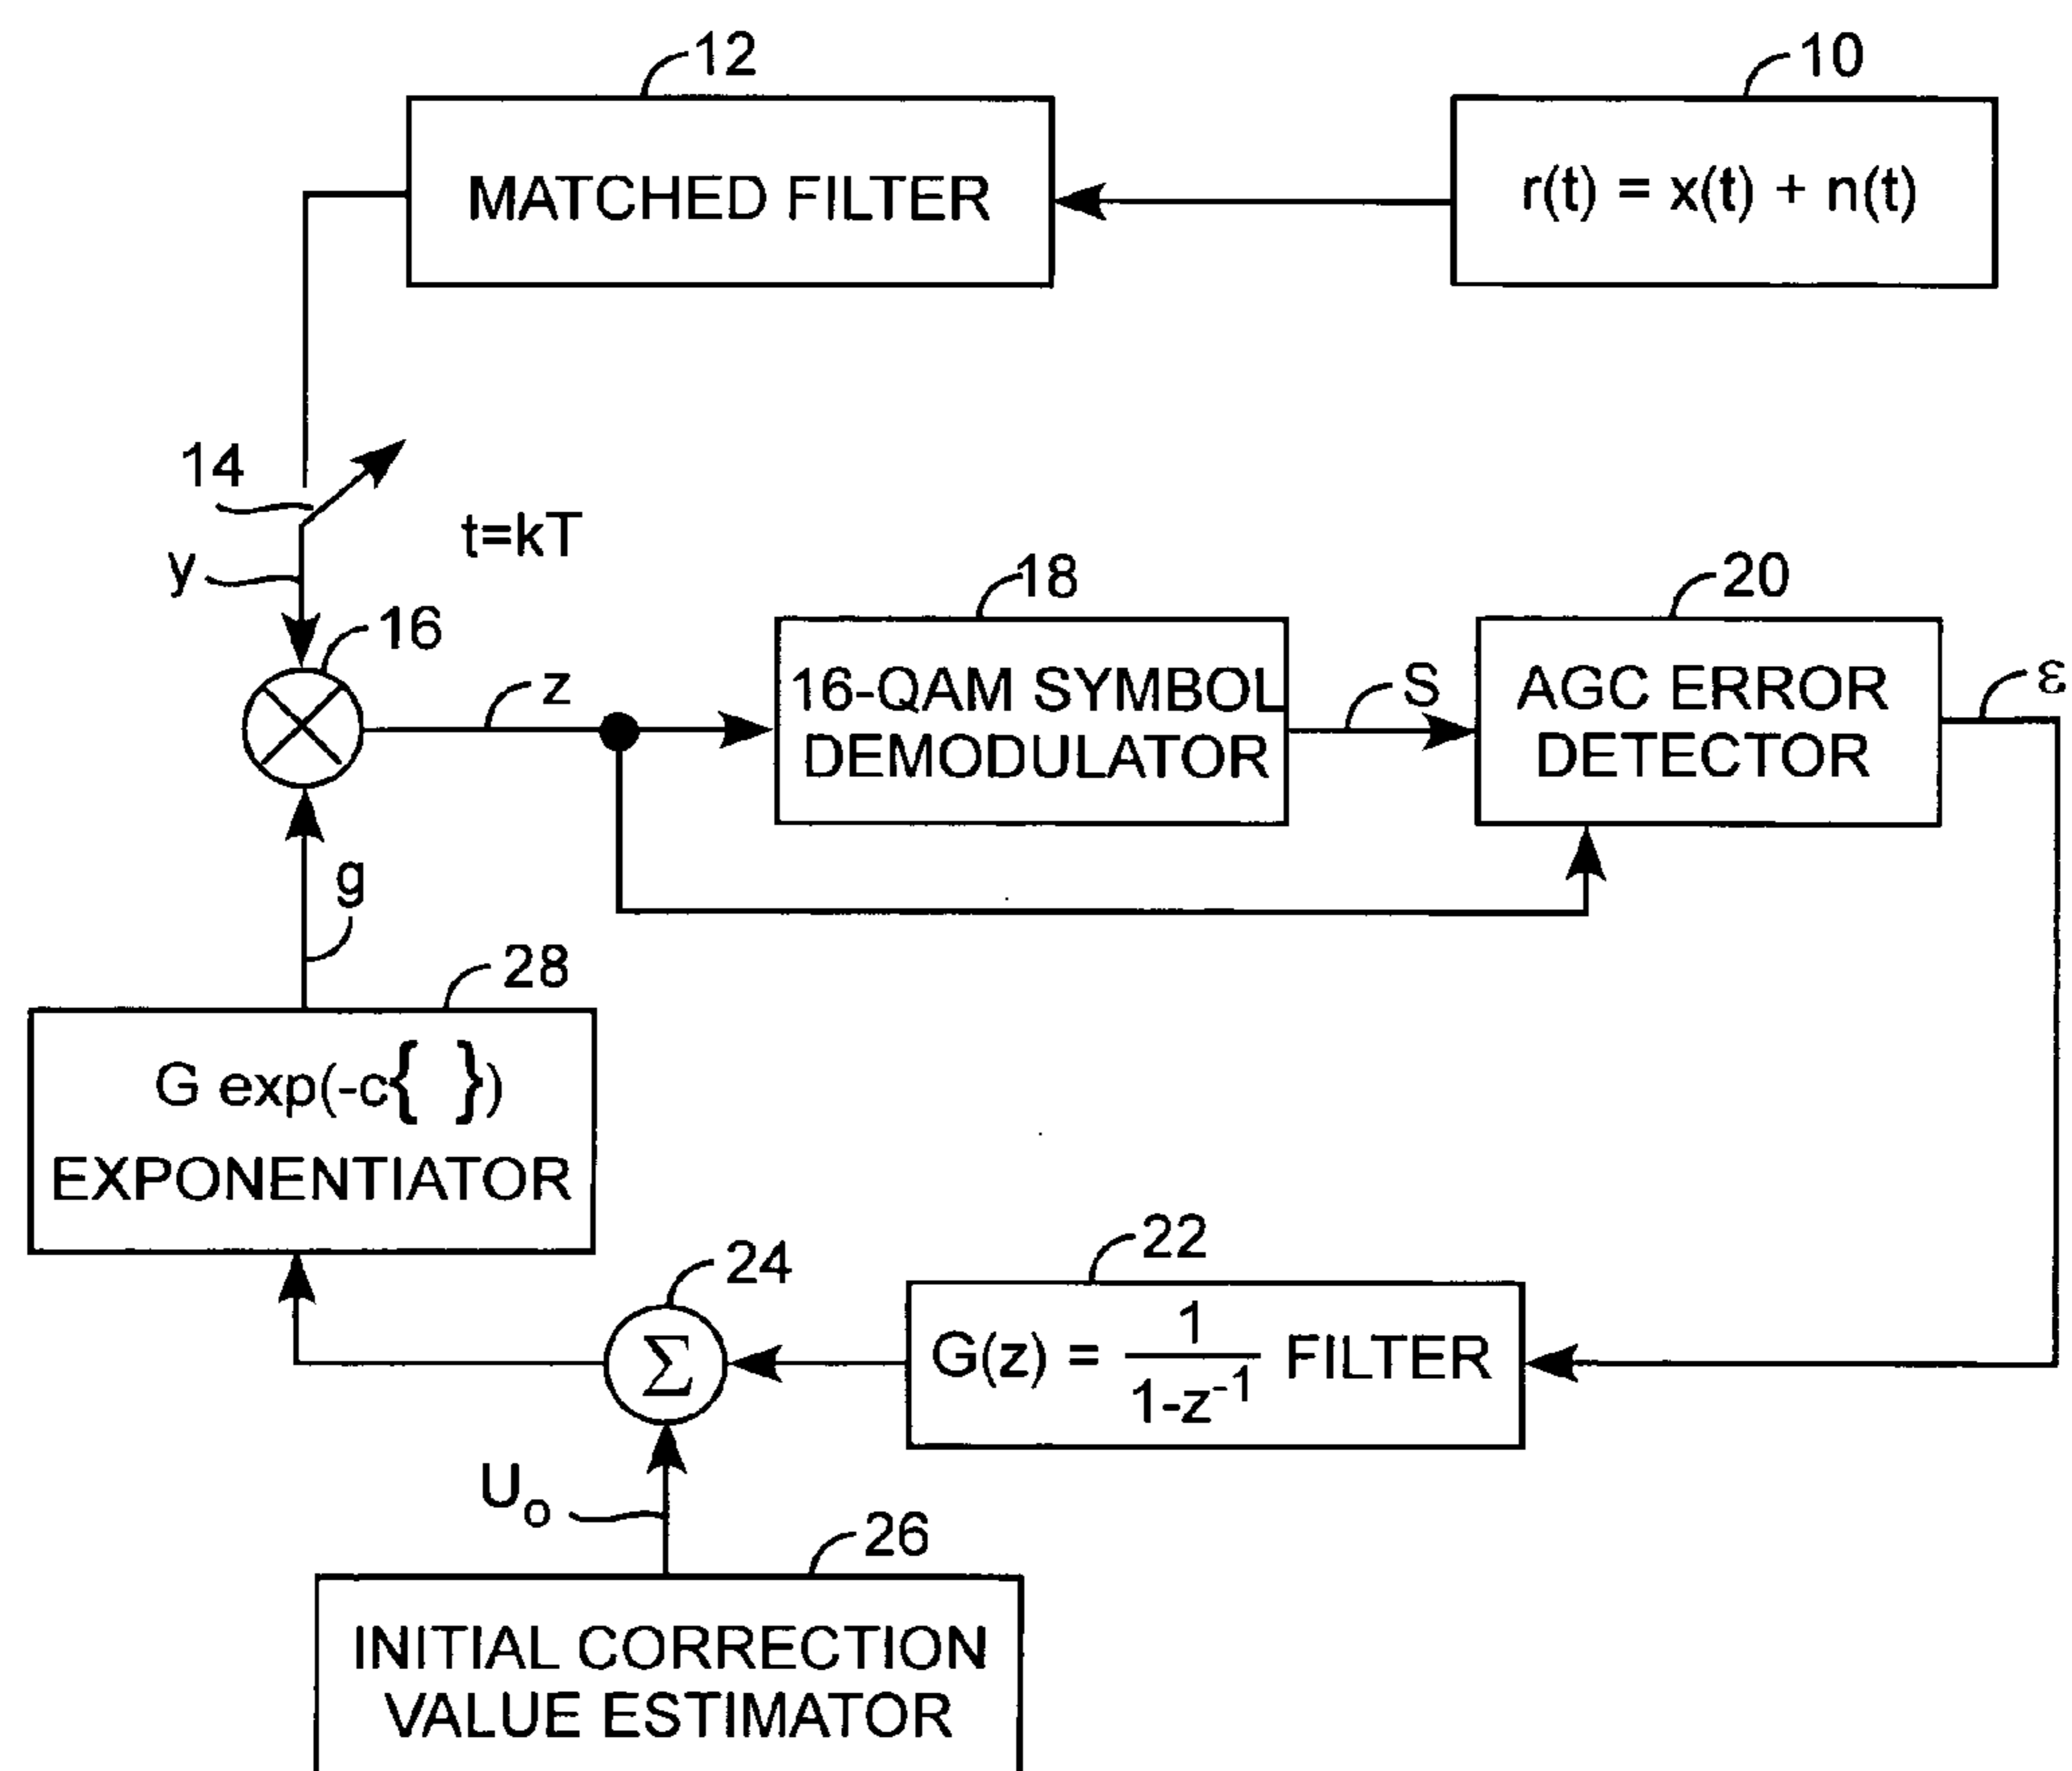 12
10
MATCHED FILTER
r(t) = x(t) + n(t)
14
t=kT
y
16
18
20
z
16-QAM SYMBOL
DEMODULATOR
S
AGC ERROR
DETECTOR
ε
g
28
G exp(-c{ })
EXPONENTIATOR
24
22
Σ
G(z) = 1/(1-z⁻¹) FILTER
U₀
26
INITIAL CORRECTION
VALUE ESTIMATOR